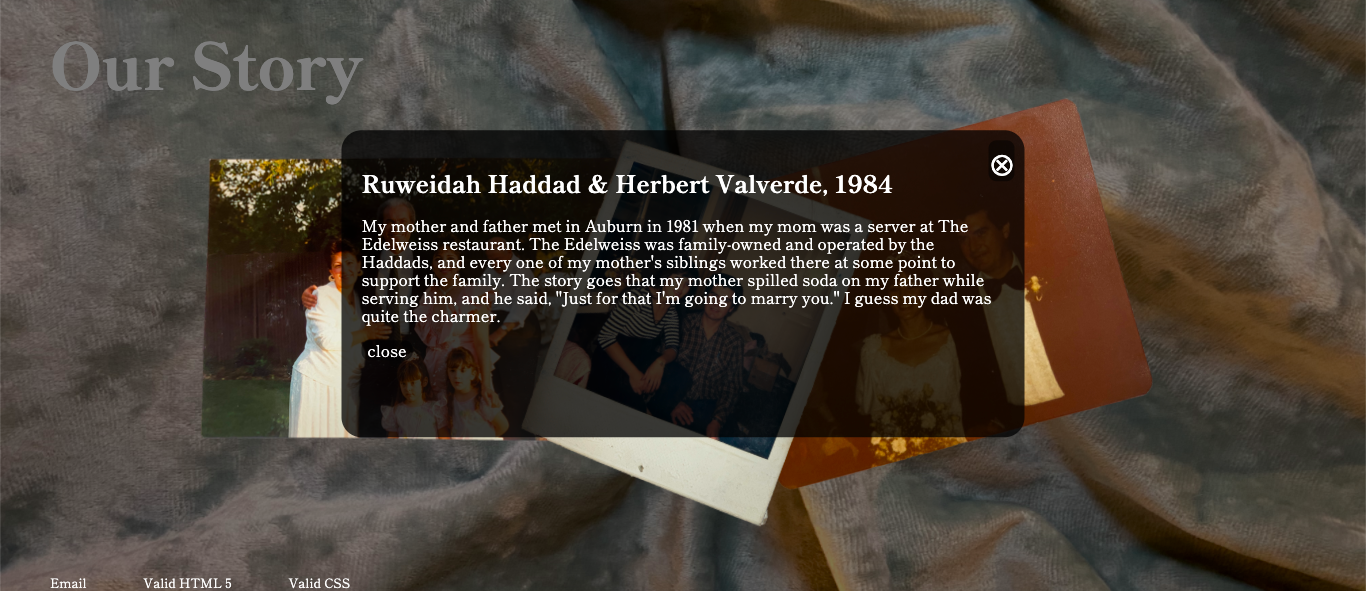 Our Story
Ruweidah Haddad & Herbert Valverde, 1984
My mother and father met in Auburn in 1981 when my mom was a server at The
Edelweiss restaurant. The Edelweiss was family-owned and operated by the
Haddads, and every one of my mother's siblings worked there at some point to
support the family. The story goes that my mother spilled soda on my father while
serving him, and he said, "Just for that I'm going to marry you." I guess my dad was
quite the charmer.
close
Email
Valid HTML 5
Valid CSS